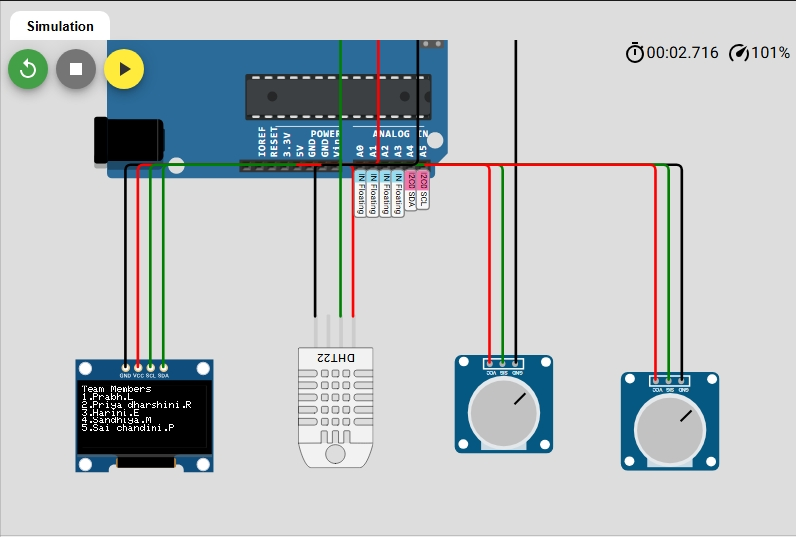 Simulation
00:02.716 101%
IOREF
RESET
3.3V
5V
GND
GND
Vin
POWER
ANALOG IN
A0
A1
A2
A3
A4
A5
IN Floating
IN Floating
IN Floating
IN Floating
I2C0 SDA
I2C0 SCL
GND VCC SCL SDA
Team Members
1.Prabh.L
2.Priya dharshini.R
3.Harini.E
4.Sandhiya.M
5.Sai chandini.P
DHT22
VCC SIG GND
VCC SIG GND